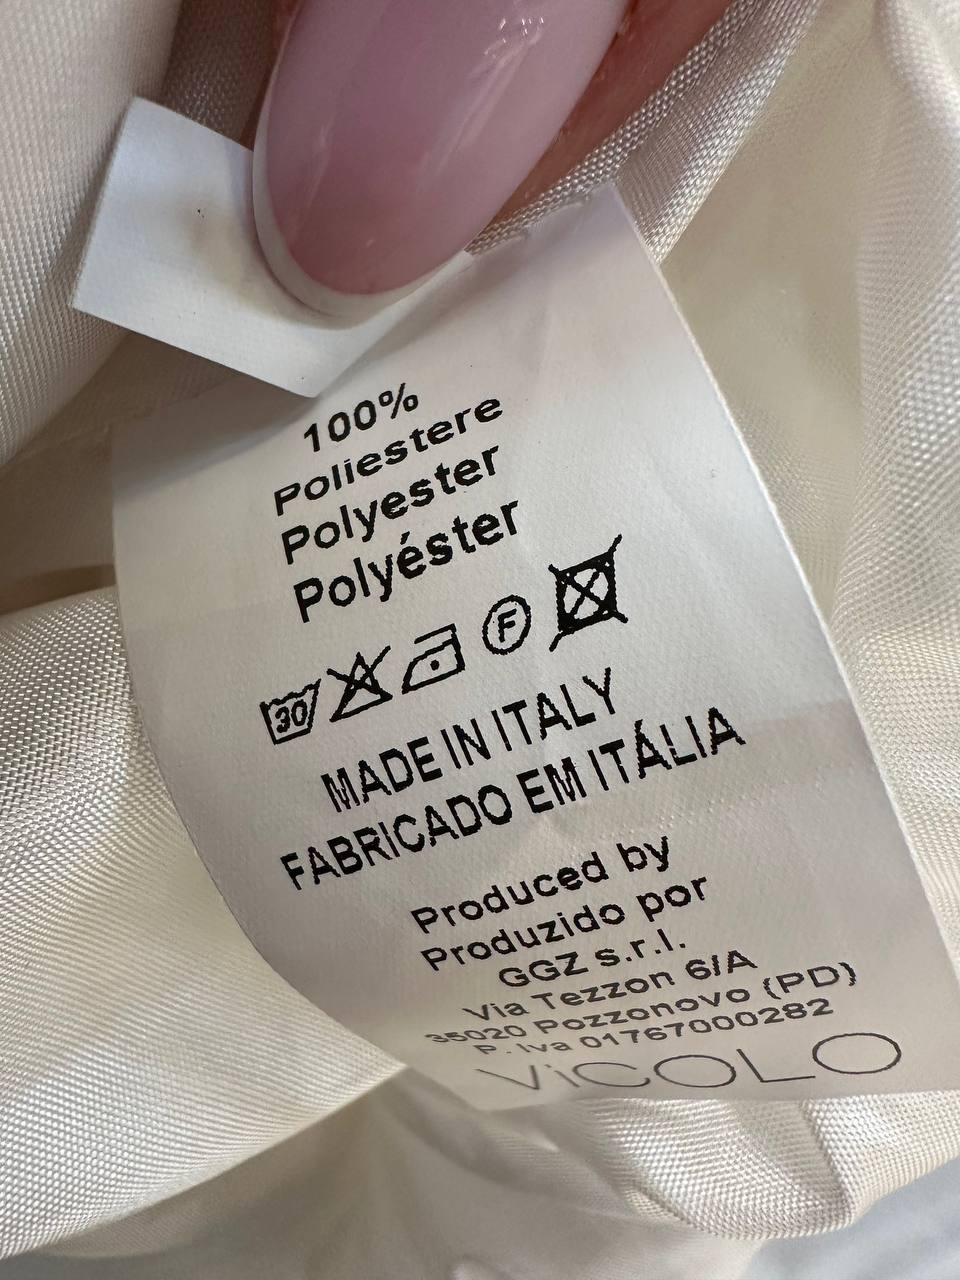 100%
Poliestere
Polyester
Polyéster
30 F
MADE IN ITALY
FABRICADO EM ITÁLIA
Produced by
Produzido por
GGZ s.r.l.
Via Tezzon 6/A
35020 Pozzonovo (PD)
P. Iva 01767000282
ViCOLO